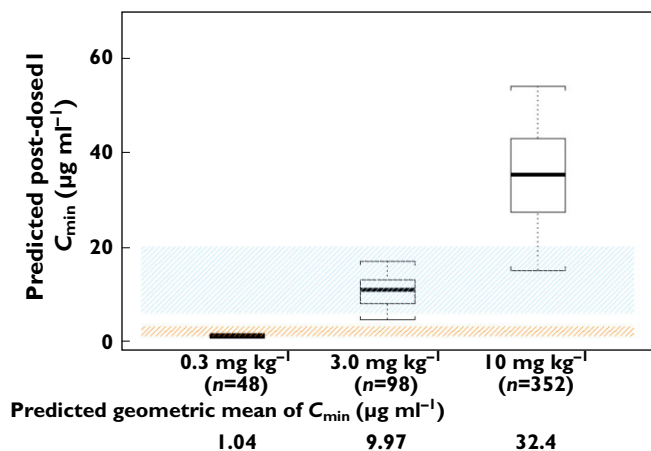 Predicted post-dosed I
Cmin (μg ml⁻¹)
60
40
20
0
0.3 mg kg⁻¹ 3.0 mg kg⁻¹ 10 mg kg⁻¹
(n=48) (n=98) (n=352)
Predicted geometric mean of Cmin (μg ml⁻¹)
1.04 9.97 32.4